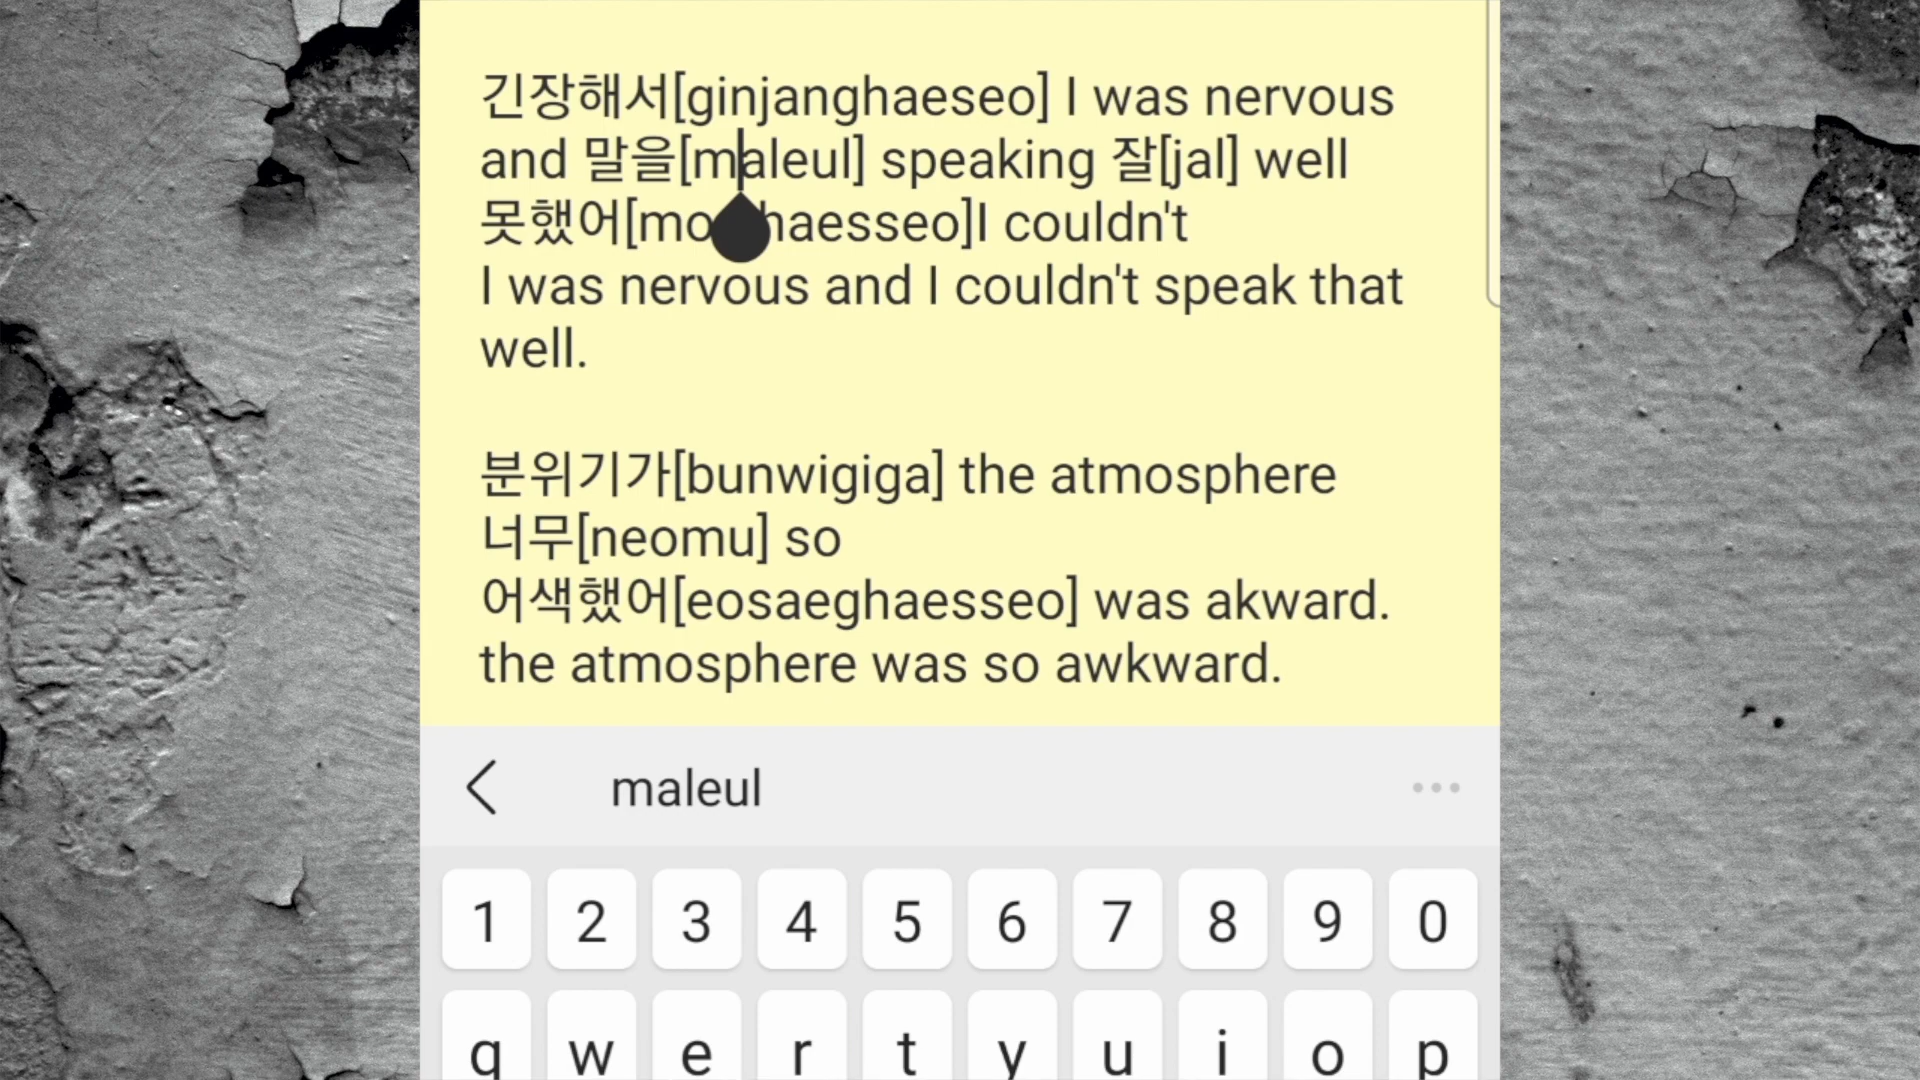 긴장해서[ginjanghaeseo] I was nervous
and 말을[maleul] speaking 잘[jal] well
못했어 couldn't
I was nervous and I couldn't speak that
well.
분위기가[bunwigiga] the atmosphere
너무[neomu] so
어색했어[eosaeghaesseo] was akward.
the atmosphere was so awkward.
maleul
1 2 3 4 5 6 7 8 9 0
q w e r t y u i o p